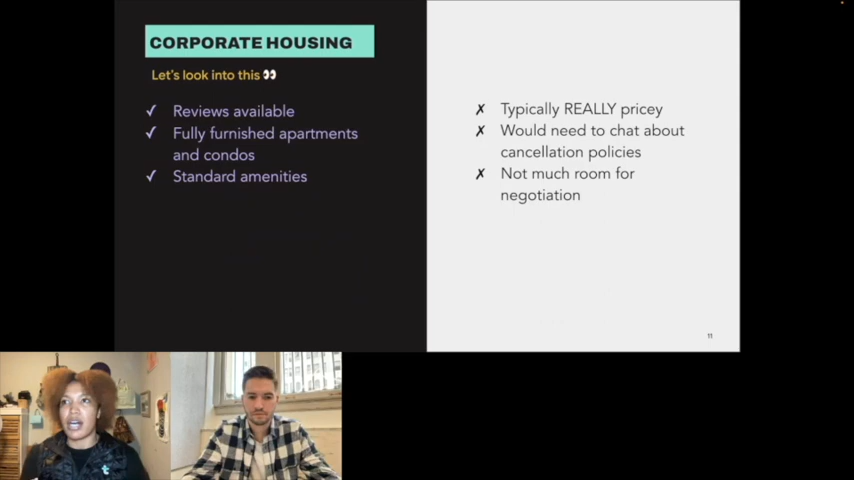 CORPORATE HOUSING
Let's look into this 👀
✓ Reviews available
✓ Fully furnished apartments
and condos
✓ Standard amenities
✗ Typically REALLY pricey
✗ Would need to chat about
cancellation policies
✗ Not much room for
negotiation
11
t